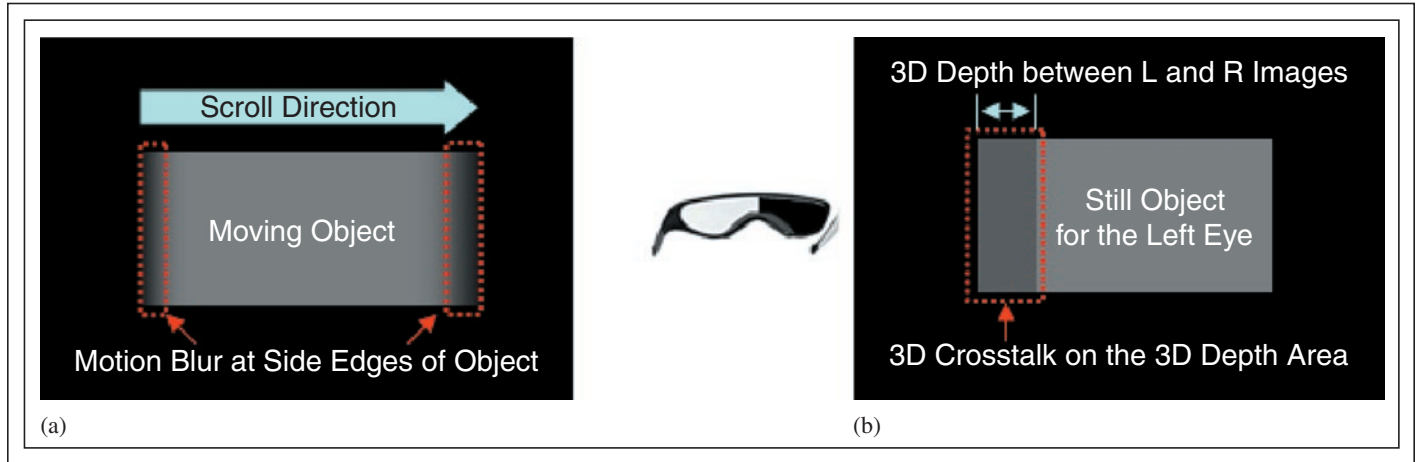 Scroll Direction
Moving Object
Motion Blur at Side Edges of Object
(a)
3D Depth between L and R Images
Still Object
for the Left Eye
3D Crosstalk on the 3D Depth Area
(b)